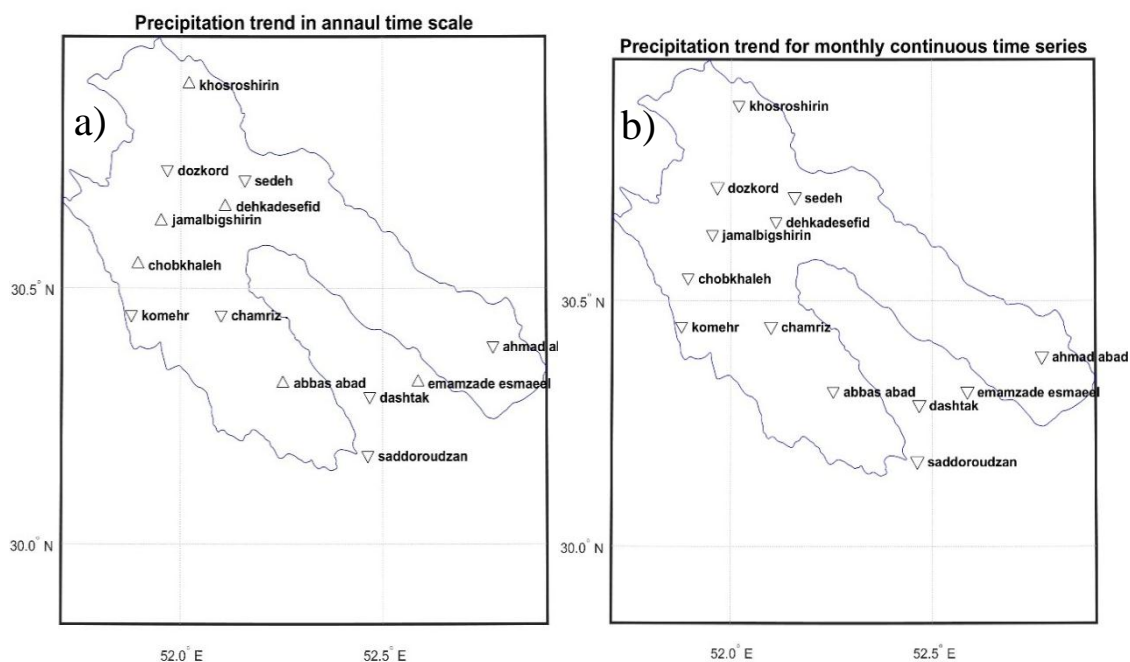 Precipitation trend in annaul time scale
a)
khosroshirin
dozkord
sedeh
dehkadesefid
jamalbigshirin
chobkhaleh
30.5° N
komehr
chamriz
ahmad al
abbas abad
emamzade esmaeel
dashtak
saddoroudzan
30.0° N
52.0° E
52.5° E
Precipitation trend for monthly continuous time series
b)
khosroshirin
dozkord
sedeh
dehkadesefid
jamalbigshirin
chobkhaleh
30.5° N
komehr
chamriz
ahmad abad
abbas abad
emamzade esmaeel
dashtak
saddoroudzan
30.0° N
52.0° E
52.5° E